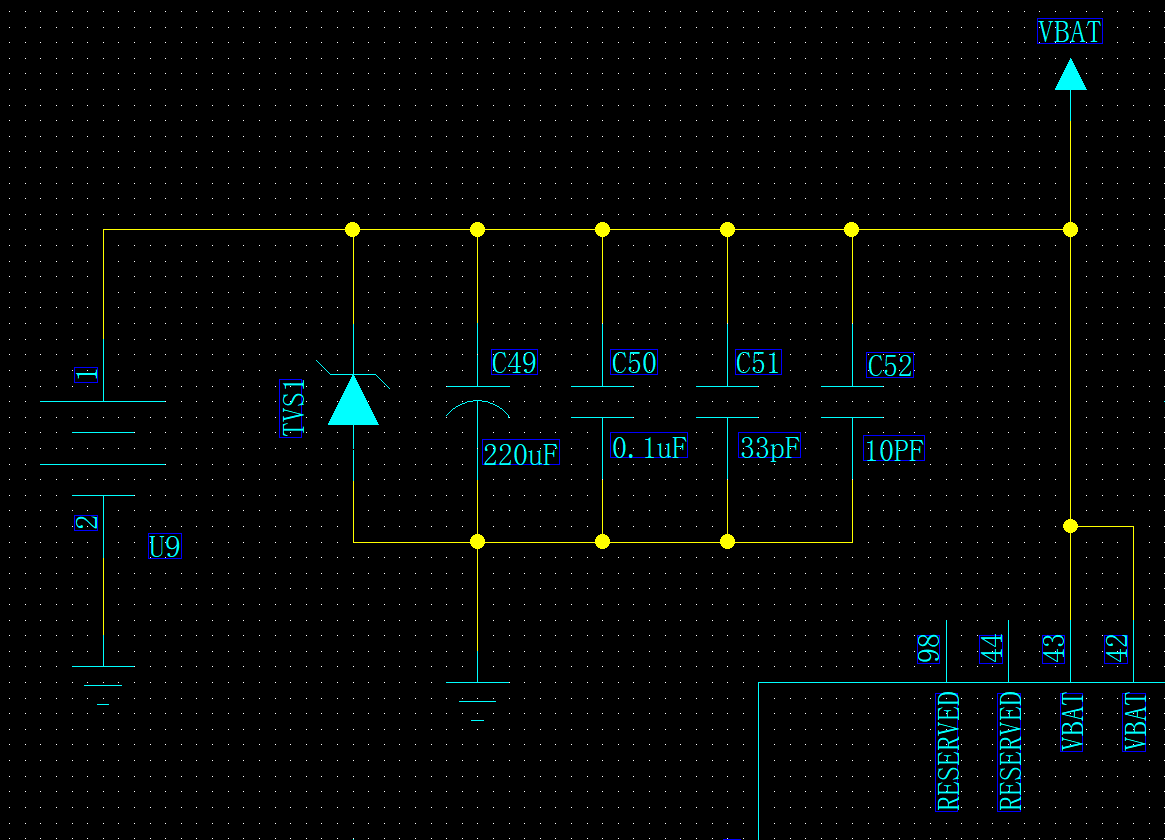 VBAT
1
TVS1
C49
C50
C51
C52
220uF
0.1uF
33pF
10PF
2
U9
98
44
43
42
RESERVED
RESERVED
VBAT
VBAT